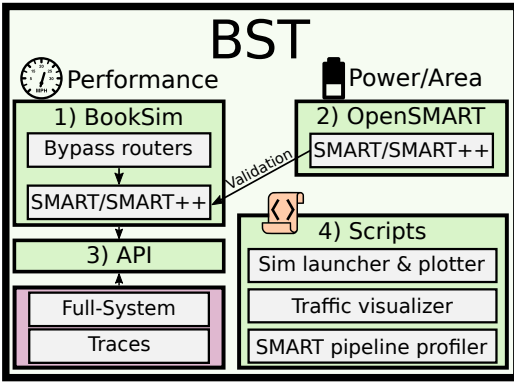 BST
Performance
Power/Area
1) BookSim
Bypass routers
SMART/SMART++
2) OpenSMART
SMART/SMART++
Validation
3) API
Full-System
Traces
4) Scripts
Sim launcher & plotter
Traffic visualizer
SMART pipeline profiler